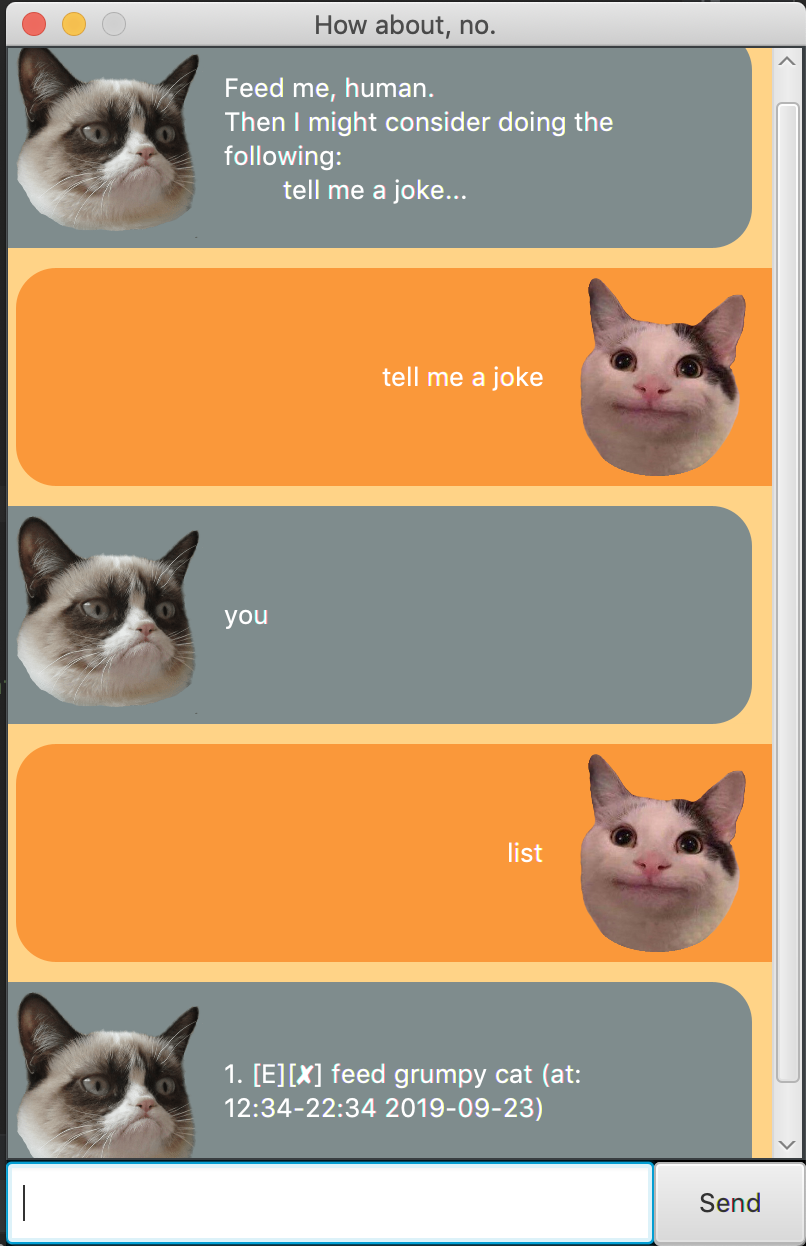 How about, no.
Feed me, human.
Then I might consider doing the
following:
tell me a joke...
tell me a joke
you
list
1. [E][✗] feed grumpy cat (at:
12:34-22:34 2019-09-23)
Send